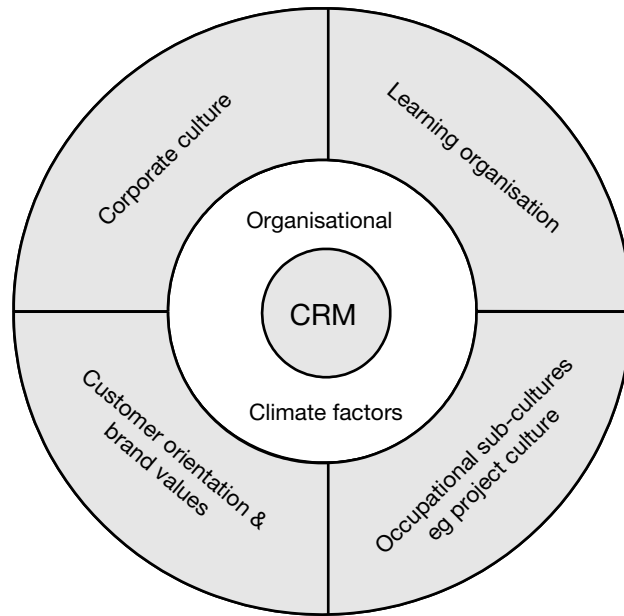 Corporate culture
Learning organisation
Organisational
CRM
Climate factors
Customer orientation &
brand values
Occupational sub-cultures
eg project culture